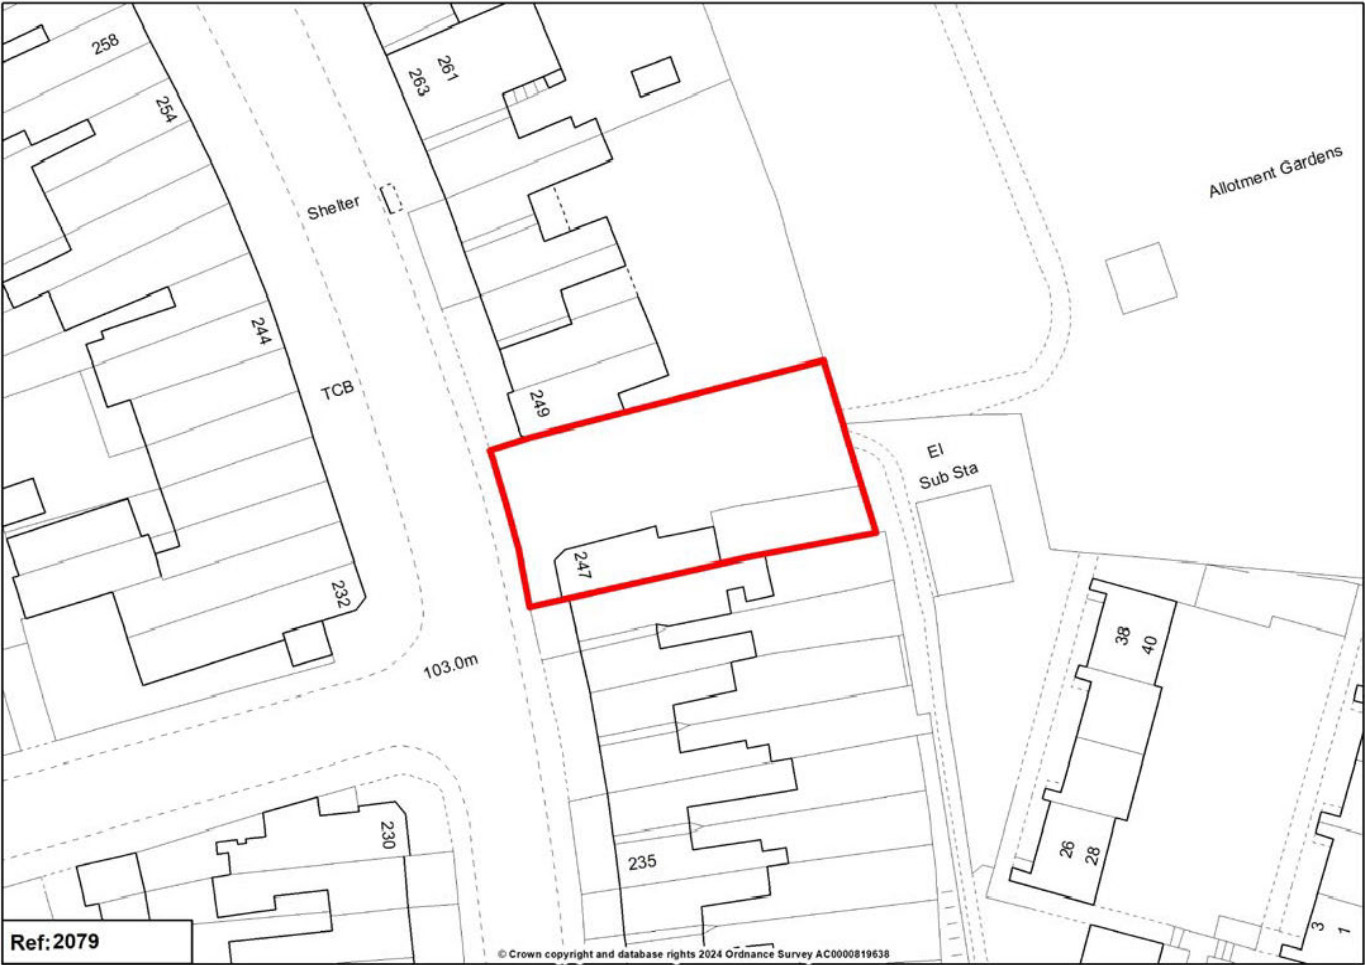 258
261
263
254
Allotment Gardens
Shelter
244
TCB
249
El
Sub Sta
247
232
38
40
103.0m
230
235
26
28
3
1
Ref:2079
© Crown copyright and database rights 2024 Ordnance Survey AC0000819638